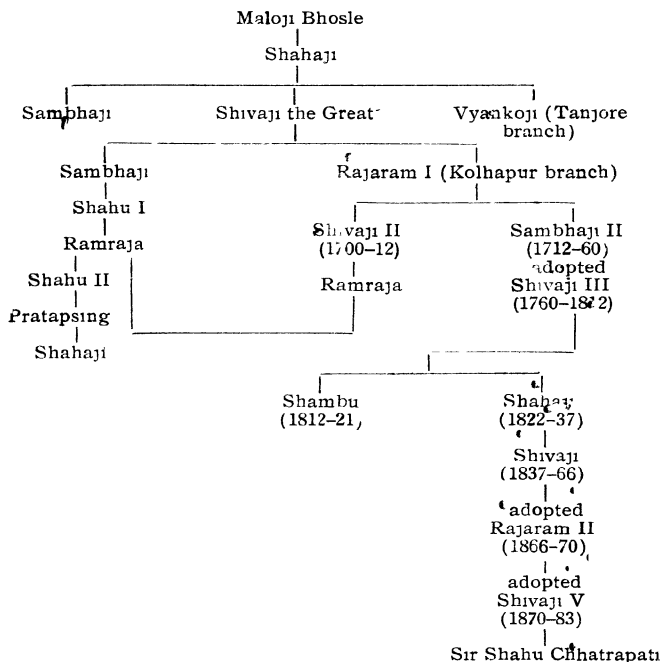 Maloji Bhosle
Shahaji
Sambhaji Shivaji the Great Vyankoji (Tanjore
branch)
Sambhaji Rajaram I (Kolhapur branch)
Shahu I
Ramraja
Shahu II
Pratapsing
Shahaji
Shivaji II
(1700–12)
Ramraja
Sambhaji II
(1712–60)
adopted
Shivaji III
(1760–1812)
Shambu
(1812–21)
Shahaji
(1822–37)
Shivaji
(1837–66)
adopted
Rajaram II
(1866–70)
adopted
Shivaji V
(1870–83)
Sir Shahu Chhatrapati